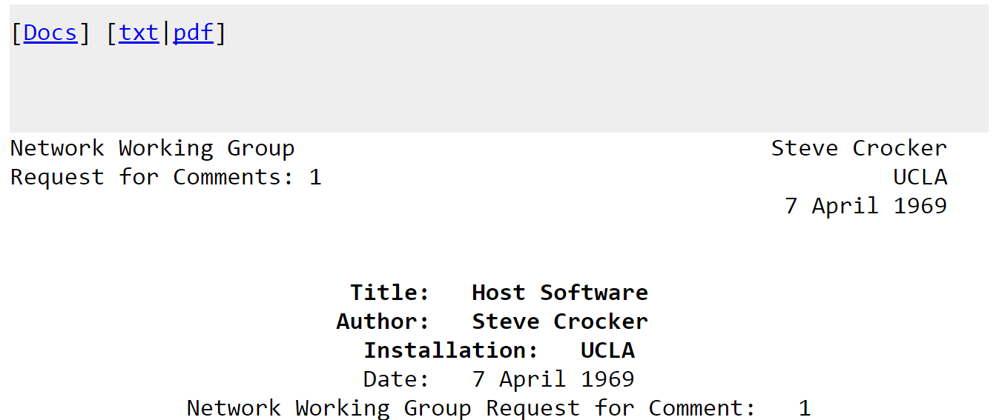 [Docs] [txt|pdf]
Network Working Group Steve Crocker
Request for Comments: 1 UCLA
7 April 1969
Title: Host Software
Author: Steve Crocker
Installation: UCLA
Date: 7 April 1969
Network Working Group Request for Comment: 1